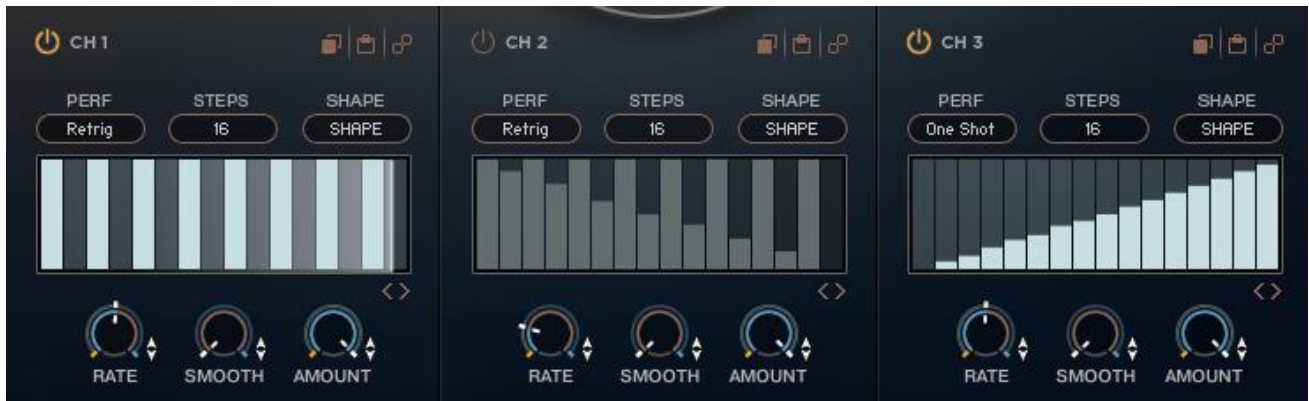 CH 1
PERF STEPS SHAPE
Retrig 16 SHAPE
RATE SMOOTH AMOUNT
CH 2
PERF STEPS SHAPE
Retrig 16 SHAPE
RATE SMOOTH AMOUNT
CH 3
PERF STEPS SHAPE
One Shot 16 SHAPE
RATE SMOOTH AMOUNT